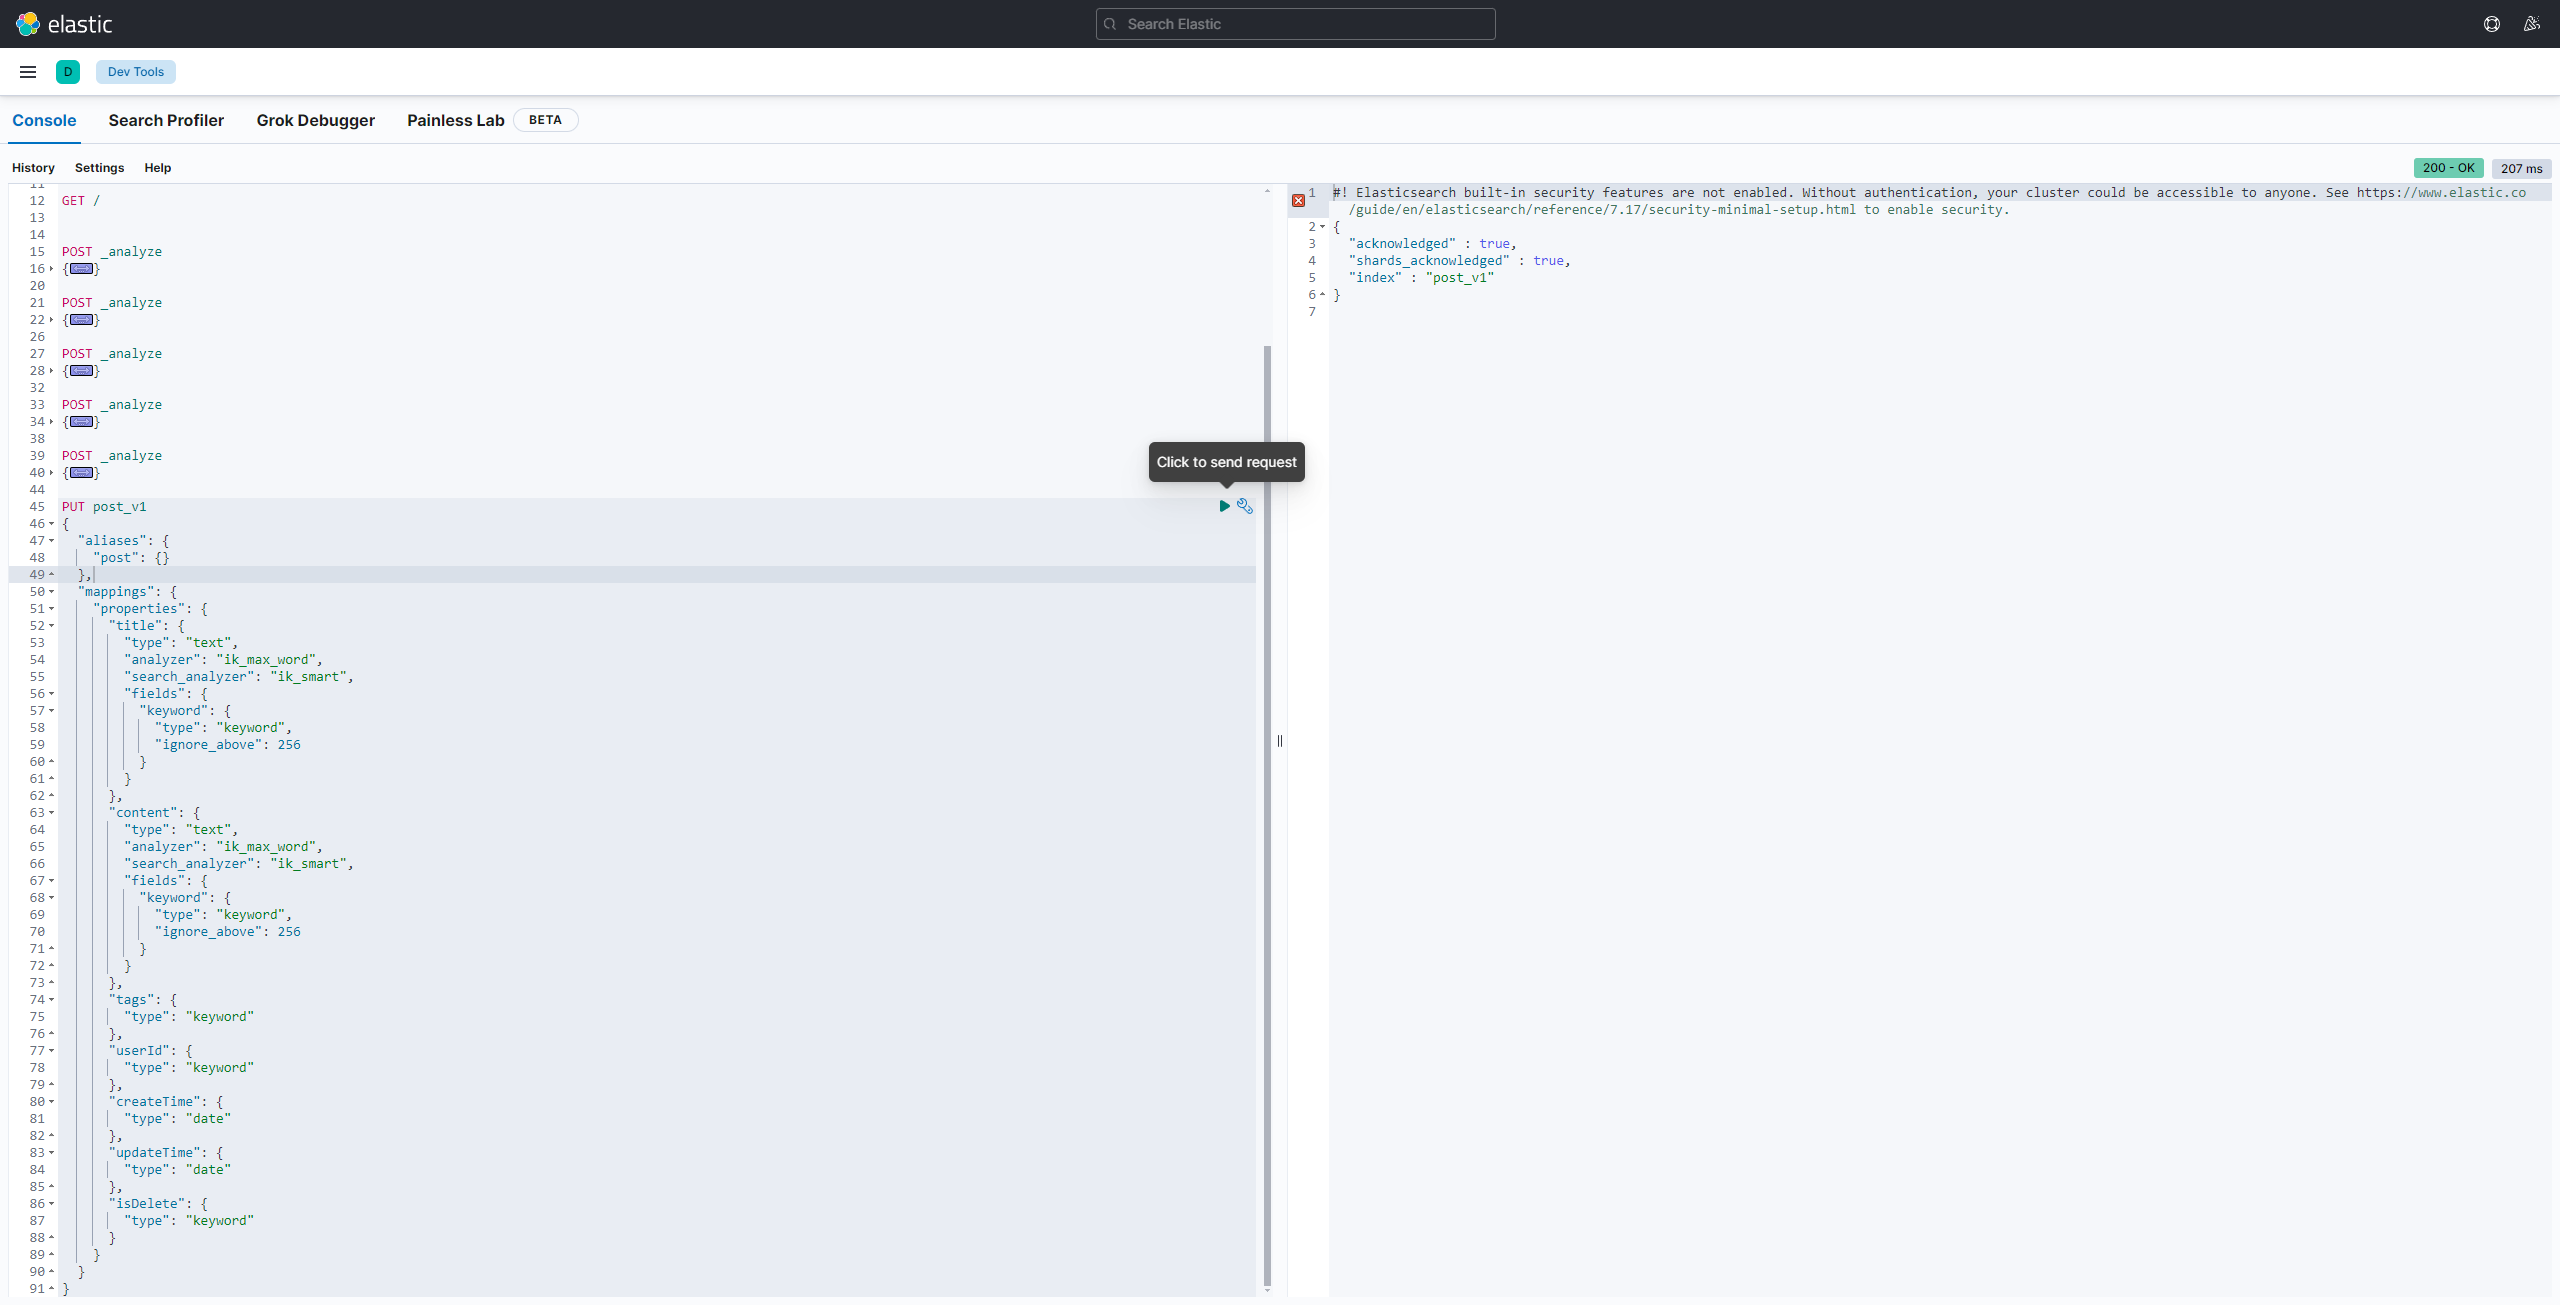 elastic
Search Elastic
D
Dev Tools
Console
Search Profiler
Grok Debugger
Painless Lab
BETA
History
Settings
Help
200 - OK
207 ms
11
12 GET /
13
14
15 POST _analyze
16 {}
20
21 POST _analyze
22 {}
26
27 POST _analyze
28 {}
32
33 POST _analyze
34 {}
38
39 POST _analyze
40 {}
44
Click to send request
45 PUT post_v1
46 {
47 "aliases": {
48 "post": {}
49 },
50 "mappings": {
51 "properties": {
52 "title": {
53 "type": "text",
54 "analyzer": "ik_max_word",
55 "search_analyzer": "ik_smart",
56 "fields": {
57 "keyword": {
58 "type": "keyword",
59 "ignore_above": 256
60 }
61 }
62 },
63 "content": {
64 "type": "text",
65 "analyzer": "ik_max_word",
66 "search_analyzer": "ik_smart",
67 "fields": {
68 "keyword": {
69 "type": "keyword",
70 "ignore_above": 256
71 }
72 }
73 },
74 "tags": {
75 "type": "keyword"
76 },
77 "userId": {
78 "type": "keyword"
79 },
80 "createTime": {
81 "type": "date"
82 },
83 "updateTime": {
84 "type": "date"
85 },
86 "isDelete": {
87 "type": "keyword"
88 }
89 }
90 }
91 }
1 #! Elasticsearch built-in security features are not enabled. Without authentication, your cluster could be accessible to anyone. See https://www.elastic.co
/guide/en/elasticsearch/reference/7.17/security-minimal-setup.html to enable security.
2 {
3 "acknowledged" : true,
4 "shards_acknowledged" : true,
5 "index" : "post_v1"
6 }
7